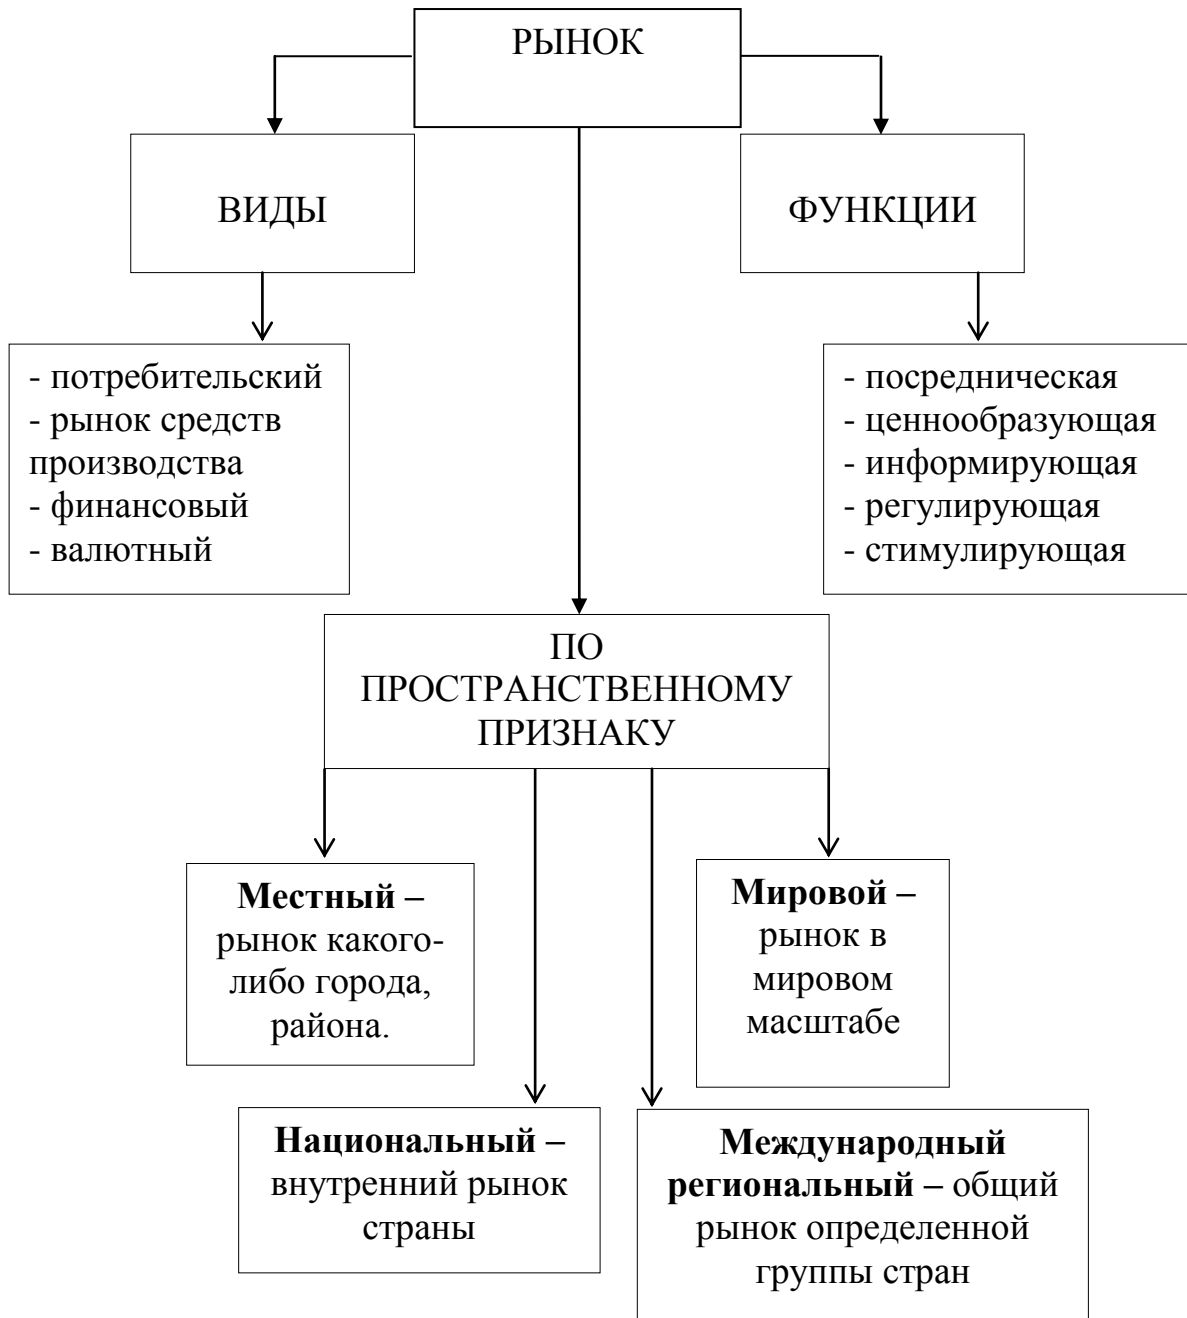 РЫНОК
ВИДЫ
ФУНКЦИИ
- потребительский
- рынок средств
производства
- финансовый
- валютный
- посредническая
- ценнообразующая
- информирующая
- регулирующая
- стимулирующая
ПО
ПРОСТРАНСТВЕННОМУ
ПРИЗНАКУ
Местный –
рынок какого-
либо города,
района.
Мировой –
рынок в
мировом
масштабе
Национальный –
внутренний рынок
страны
Международный
региональный – общий
рынок определенной
группы стран